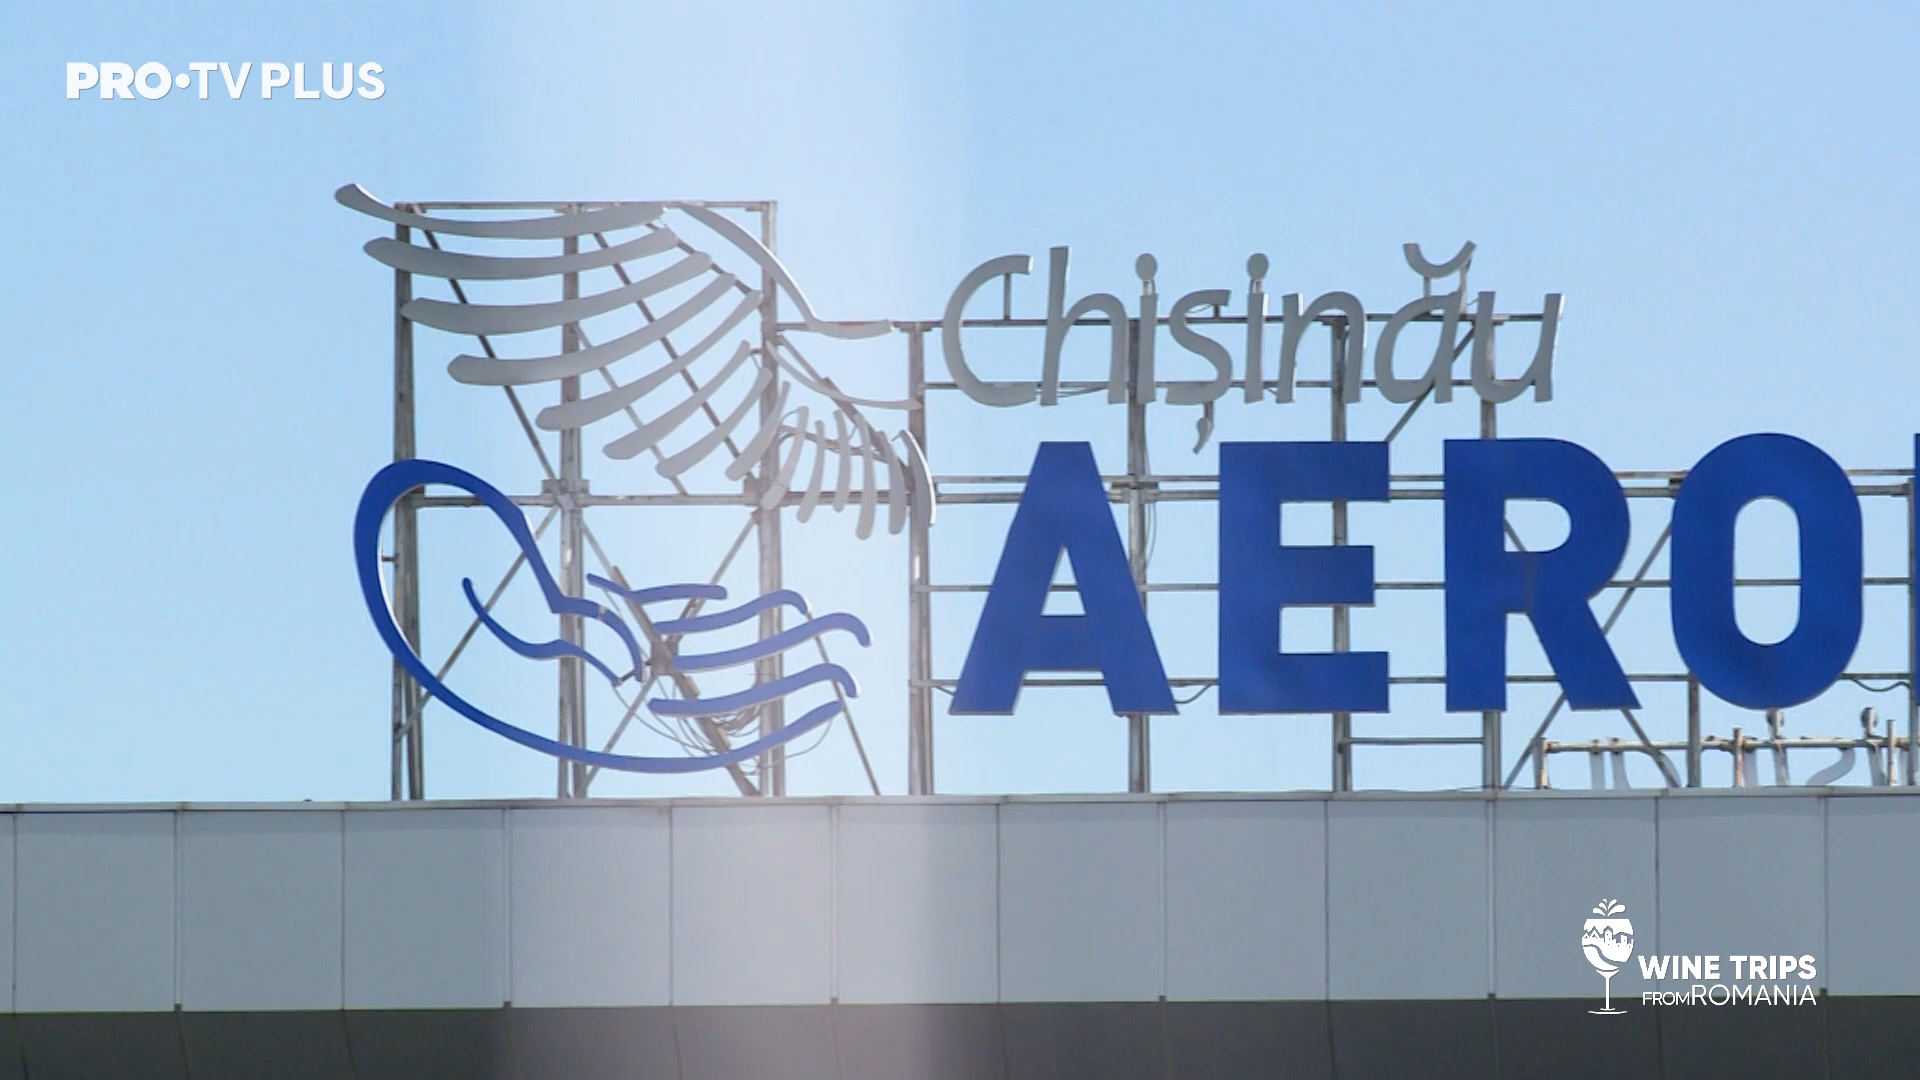 PRO•TV PLUS
Chișinău
AERO
WINE TRIPS
FROM ROMANIA